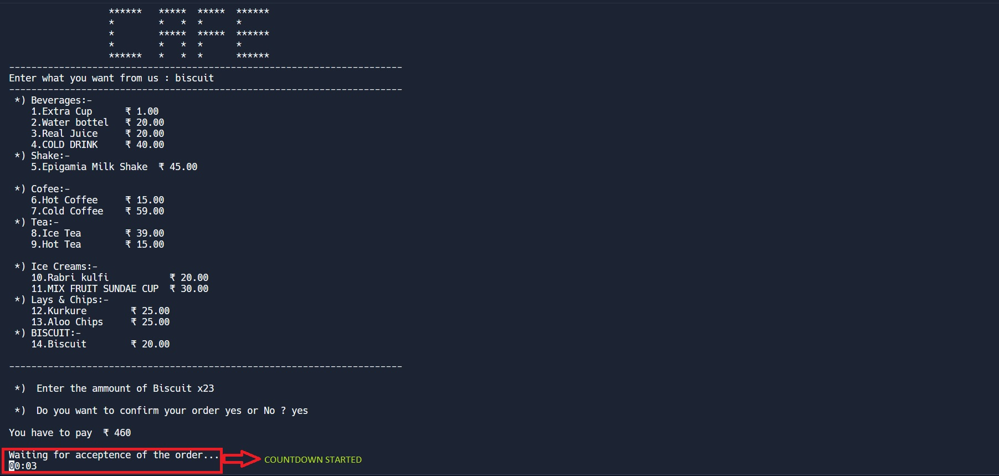 ******   *****  *****  ******
*        *   *  *      *
*        *****  *****  ******
*        *   *  *      *
******   *   *  *      ******
-----------------------------------------------------------------------
Enter what you want from us : biscuit
-----------------------------------------------------------------------
*) Beverages:-
1.Extra Cup      ₹ 1.00
2.Water bottel   ₹ 20.00
3.Real Juice     ₹ 20.00
4.COLD DRINK     ₹ 40.00
*) Shake:-
5.Epigamia Milk Shake  ₹ 45.00
*) Cofee:-
6.Hot Coffee     ₹ 15.00
7.Cold Coffee    ₹ 59.00
*) Tea:-
8.Ice Tea        ₹ 39.00
9.Hot Tea        ₹ 15.00
*) Ice Creams:-
10.Rabri kulfi           ₹ 20.00
11.MIX FRUIT SUNDAE CUP  ₹ 30.00
*) Lays & Chips:-
12.Kurkure        ₹ 25.00
13.Aloo Chips     ₹ 25.00
*) BISCUIT:-
14.Biscuit        ₹ 20.00
-----------------------------------------------------------------------
*)  Enter the ammount of Biscuit x23
*)  Do you want to confirm your order yes or No ? yes
You have to pay  ₹ 460
Waiting for acceptence of the order...
COUNTDOWN STARTED
00:03